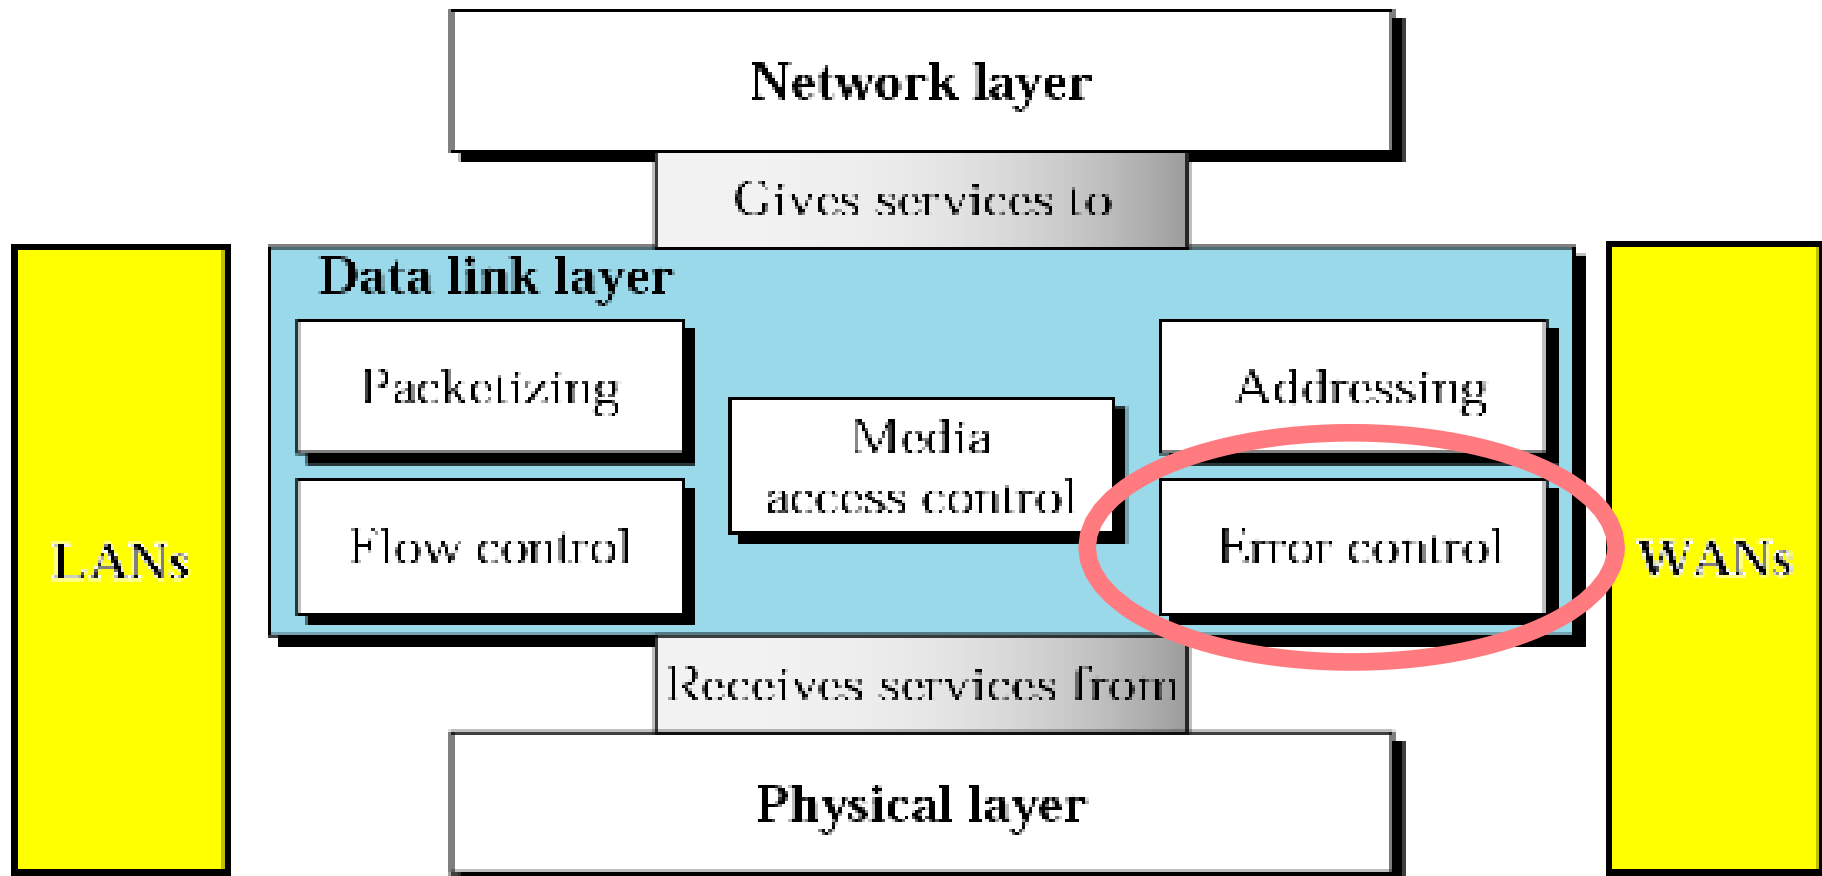 Network layer
Gives services to
Data link layer
Packetizing
Addressing
Media
access control
Flow control
Error control
LANs
WANs
Receives services from
Physical layer